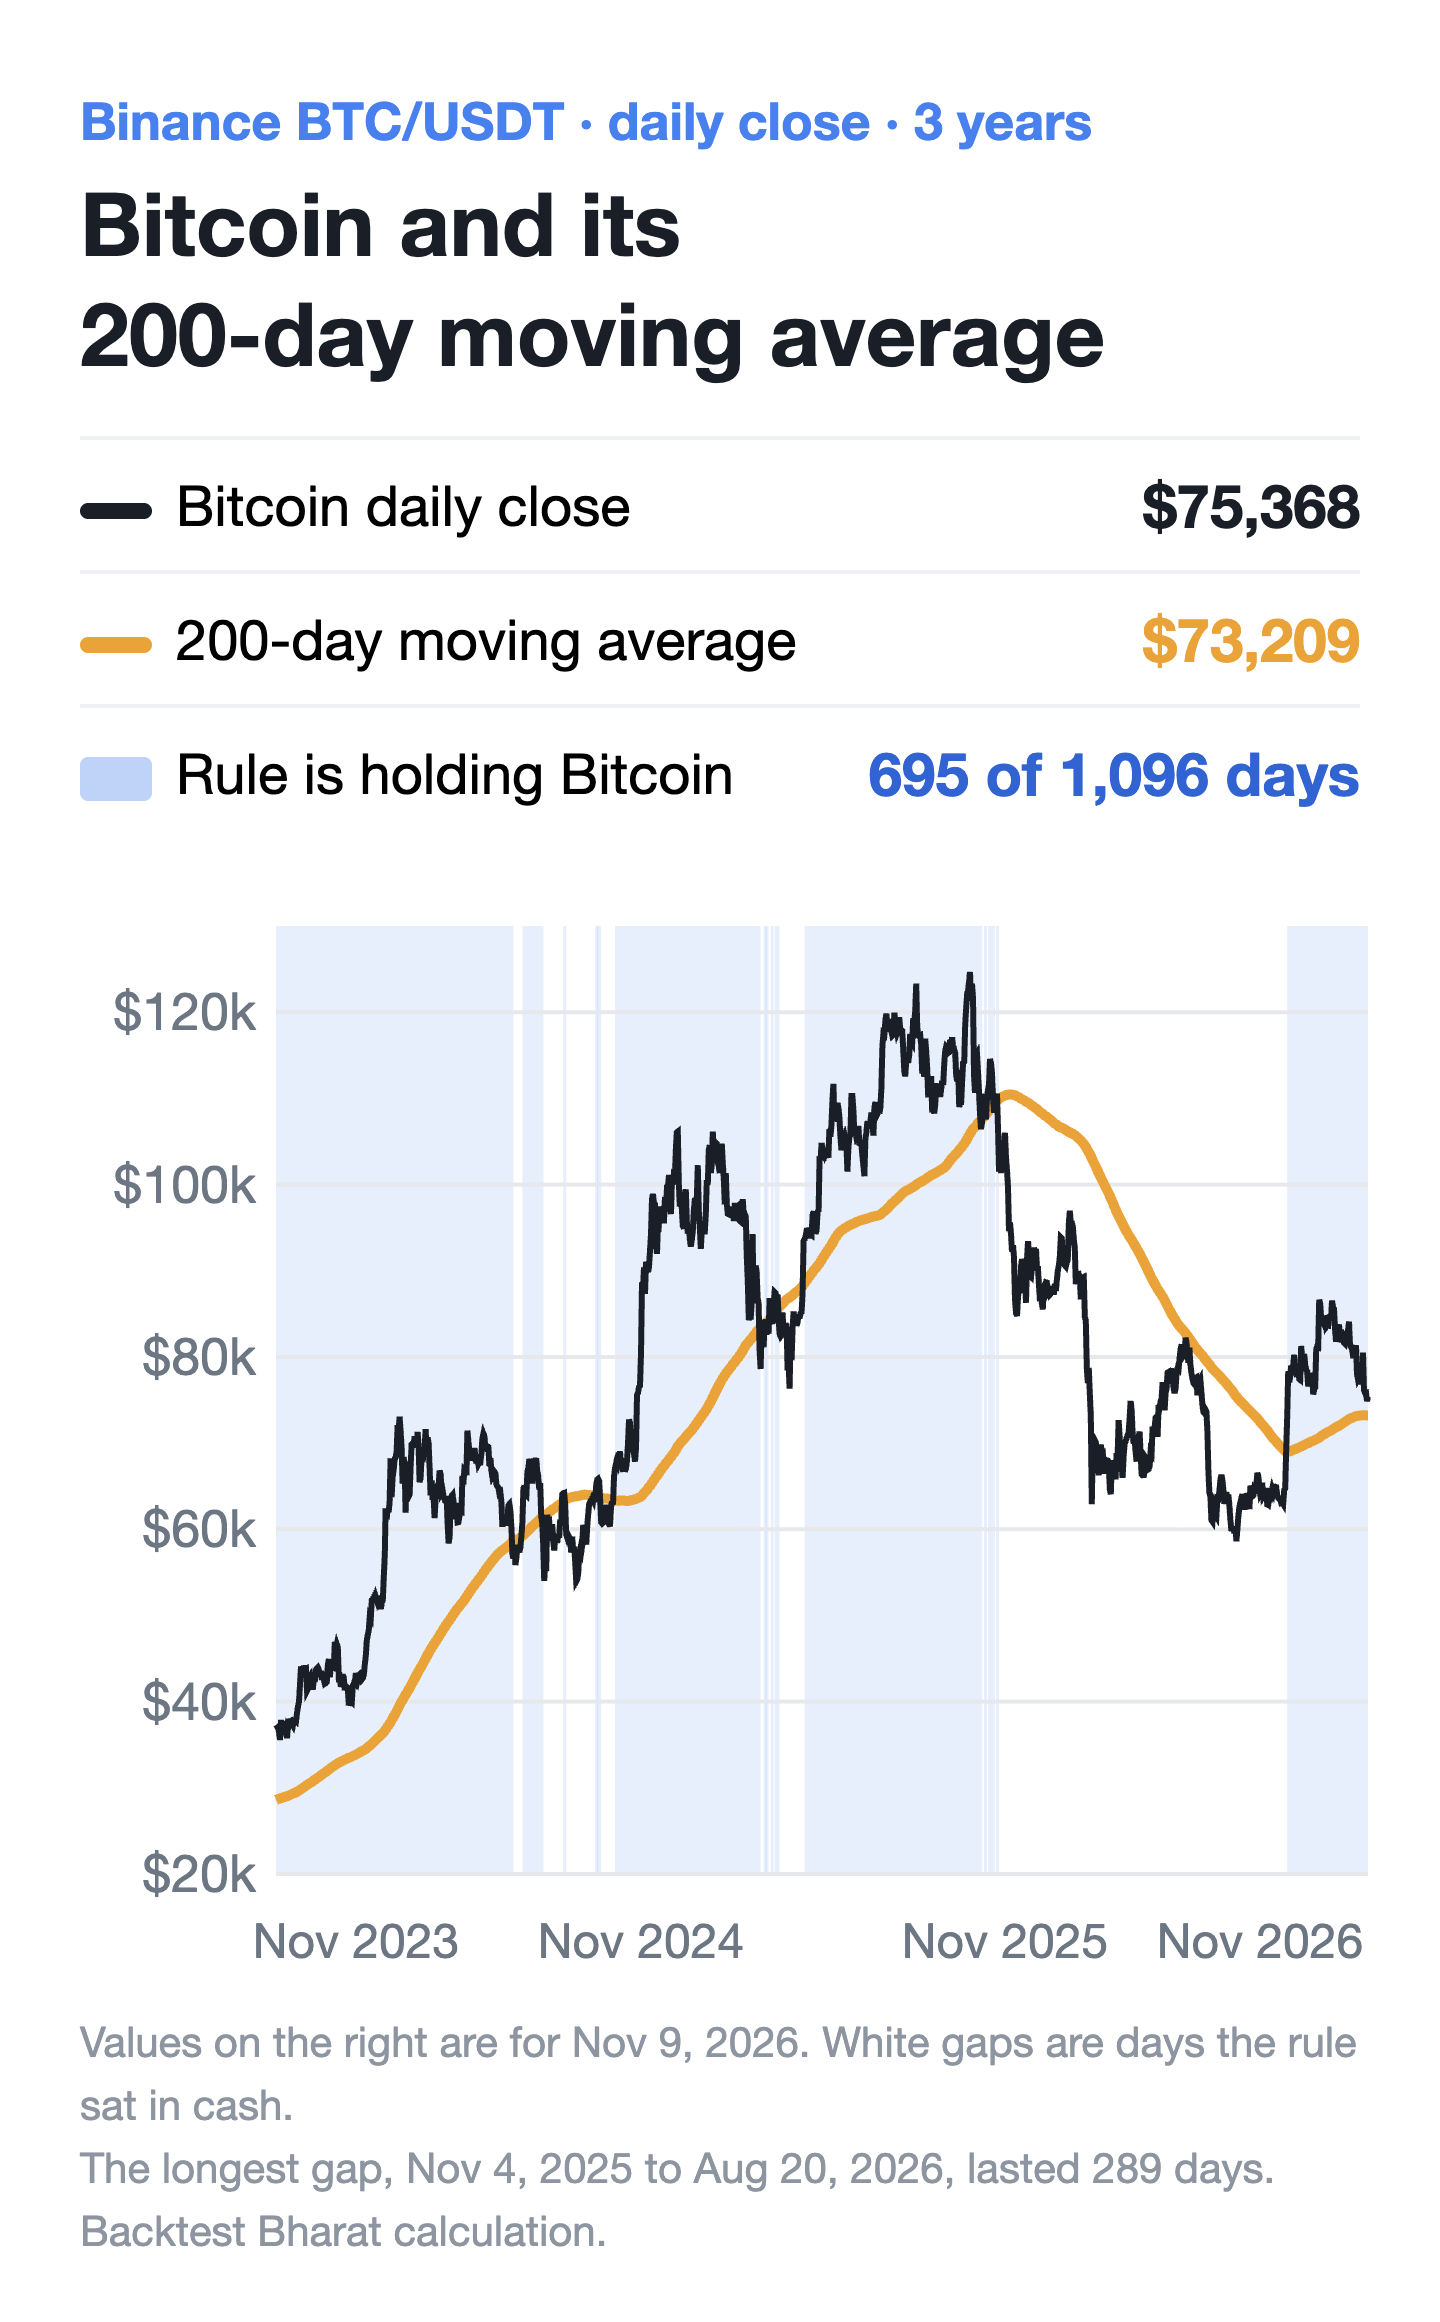 Binance BTC/USDT · daily close · 3 years
Bitcoin and its
200-day moving average
Bitcoin daily close $75,368
200-day moving average $73,209
Rule is holding Bitcoin 695 of 1,096 days
$120k
$100k
$80k
$60k
$40k
$20k
Nov 2023 Nov 2024 Nov 2025 Nov 2026
Values on the right are for Nov 9, 2026. White gaps are days the rule
sat in cash.
The longest gap, Nov 4, 2025 to Aug 20, 2026, lasted 289 days.
Backtest Bharat calculation.